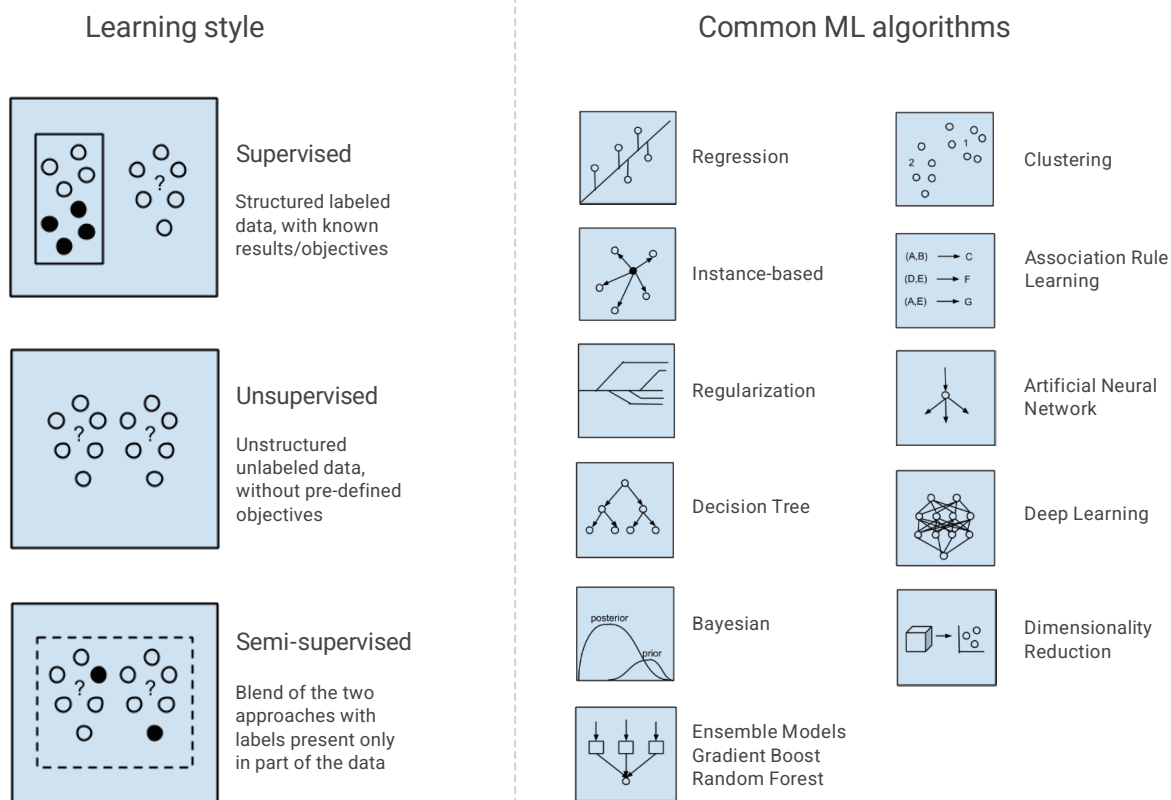 Learning style
?
Supervised
Structured labeled
data, with known
results/objectives
? ?
Unsupervised
Unstructured
unlabeled data,
without pre-defined
objectives
? ?
Semi-supervised
Blend of the two
approaches with
labels present only
in part of the data
Common ML algorithms
Regression
Instance-based
Regularization
Decision Tree
posterior
prior
Bayesian
Ensemble Models
Gradient Boost
Random Forest
1
2
Clustering
(A,B) C
(D,E) F
(A,E) G
Association Rule
Learning
Artificial Neural
Network
Deep Learning
Dimensionality
Reduction